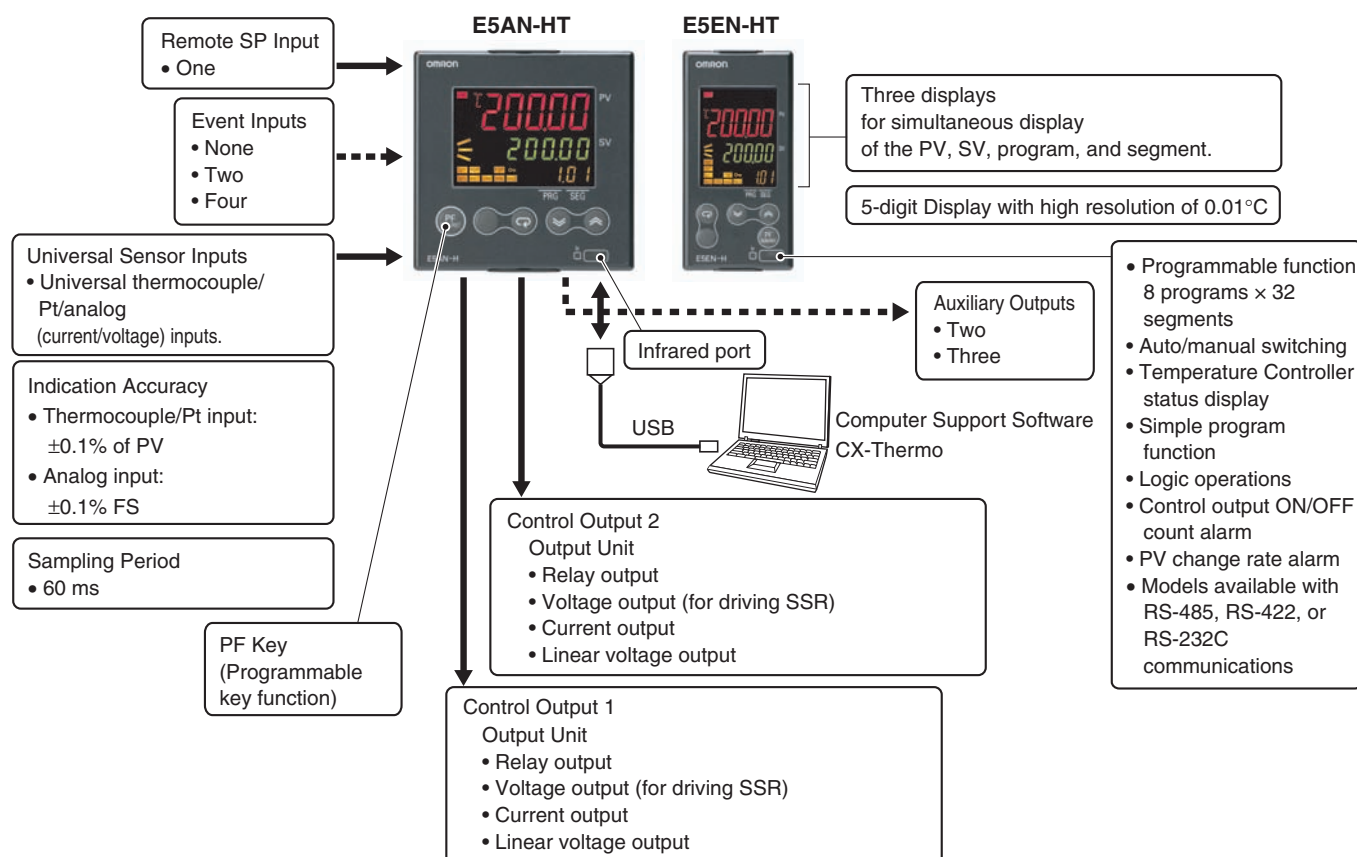 E5AN-HT
E5EN-HT
Remote SP Input
• One
Event Inputs
• None
• Two
• Four
Universal Sensor Inputs
• Universal thermocouple/
Pt/analog
(current/voltage) inputs.
Indication Accuracy
• Thermocouple/Pt input:
±0.1% of PV
• Analog input:
±0.1% FS
Sampling Period
• 60 ms
PF Key
(Programmable
key function)
OMRON
℃ 200.00 PV
200.00 SV
1.01
PRG SEG
PF
E5AN-H
OMRON
200.00
200.00
1.01
PRG SEG
PF
E5EN-H
Three displays
for simultaneous display
of the PV, SV, program, and segment.
5-digit Display with high resolution of 0.01°C
• Programmable function
8 programs × 32
segments
• Auto/manual switching
• Temperature Controller
status display
• Simple program
function
• Logic operations
• Control output ON/OFF
count alarm
• PV change rate alarm
• Models available with
RS-485, RS-422, or
RS-232C
communications
Auxiliary Outputs
• Two
• Three
Infrared port
USB
Computer Support Software
CX-Thermo
Control Output 2
Output Unit
• Relay output
• Voltage output (for driving SSR)
• Current output
• Linear voltage output
Control Output 1
Output Unit
• Relay output
• Voltage output (for driving SSR)
• Current output
• Linear voltage output